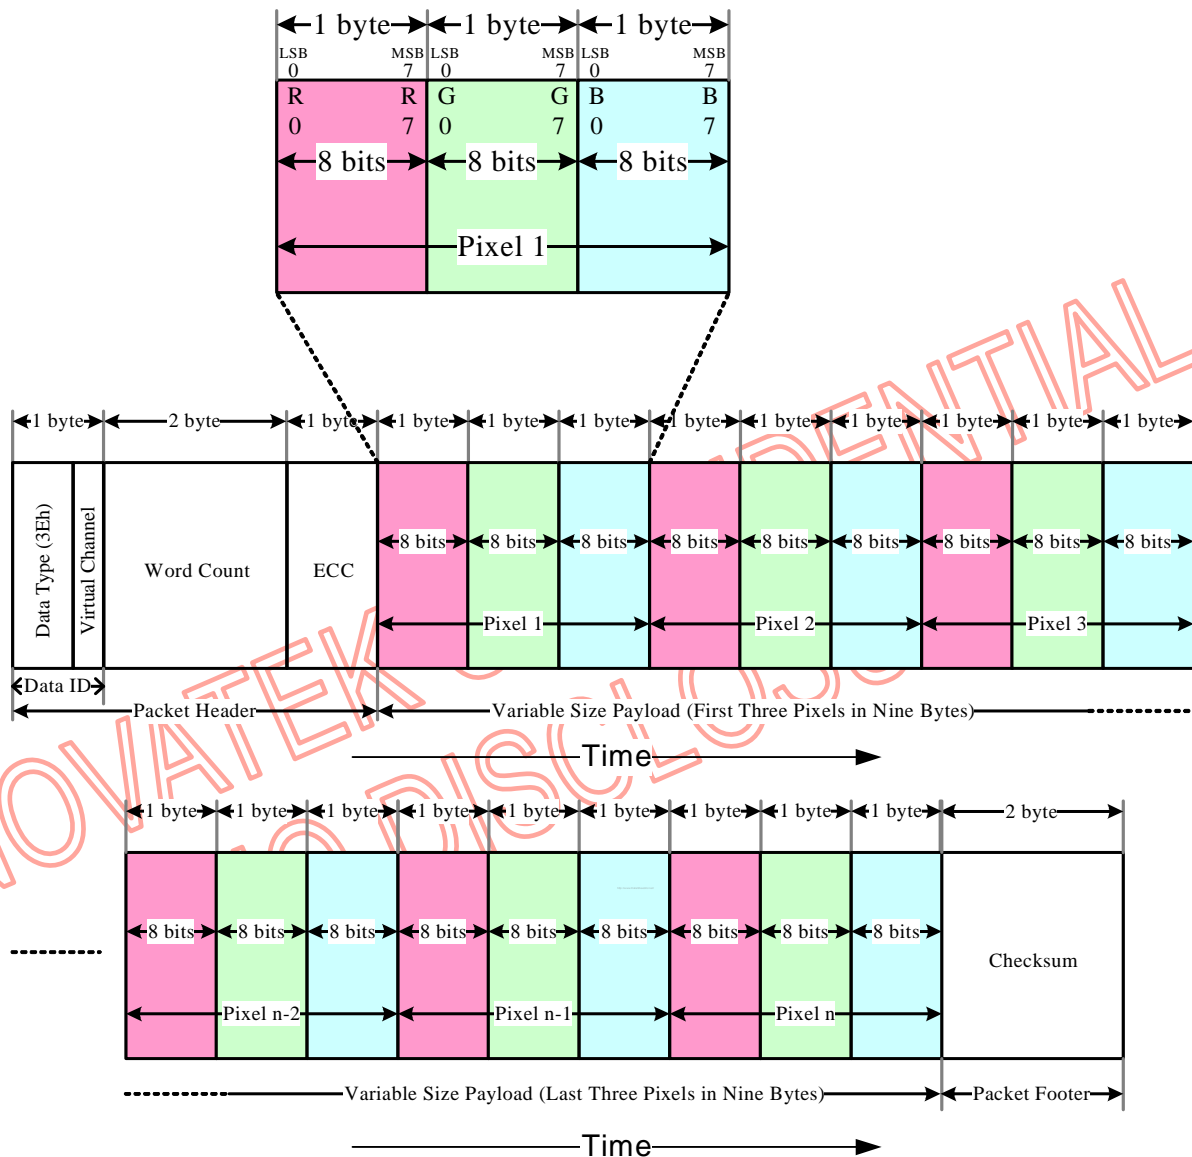 1 byte 1 byte 1 byte
LSB MSB LSB MSB LSB MSB
0 7 0 7 0 7
R R G G B B
0 7 0 7 0 7
8 bits 8 bits 8 bits
Pixel 1
1 byte 2 byte 1 byte 1 byte 1 byte 1 byte 1 byte 1 byte 1 byte 1 byte 1 byte 1 byte
Data Type (3Eh)
Virtual Channel
Word Count
ECC
8 bits 8 bits 8 bits 8 bits 8 bits 8 bits 8 bits 8 bits 8 bits
Pixel 1 Pixel 2 Pixel 3
Data ID
Packet Header Variable Size Payload (First Three Pixels in Nine Bytes)
Time
1 byte 1 byte 1 byte 1 byte 1 byte 1 byte 1 byte 1 byte 1 byte 2 byte
8 bits 8 bits 8 bits 8 bits 8 bits 8 bits 8 bits 8 bits 8 bits
Checksum
Pixel n-2 Pixel n-1 Pixel n
Variable Size Payload (Last Three Pixels in Nine Bytes) Packet Footer
Time